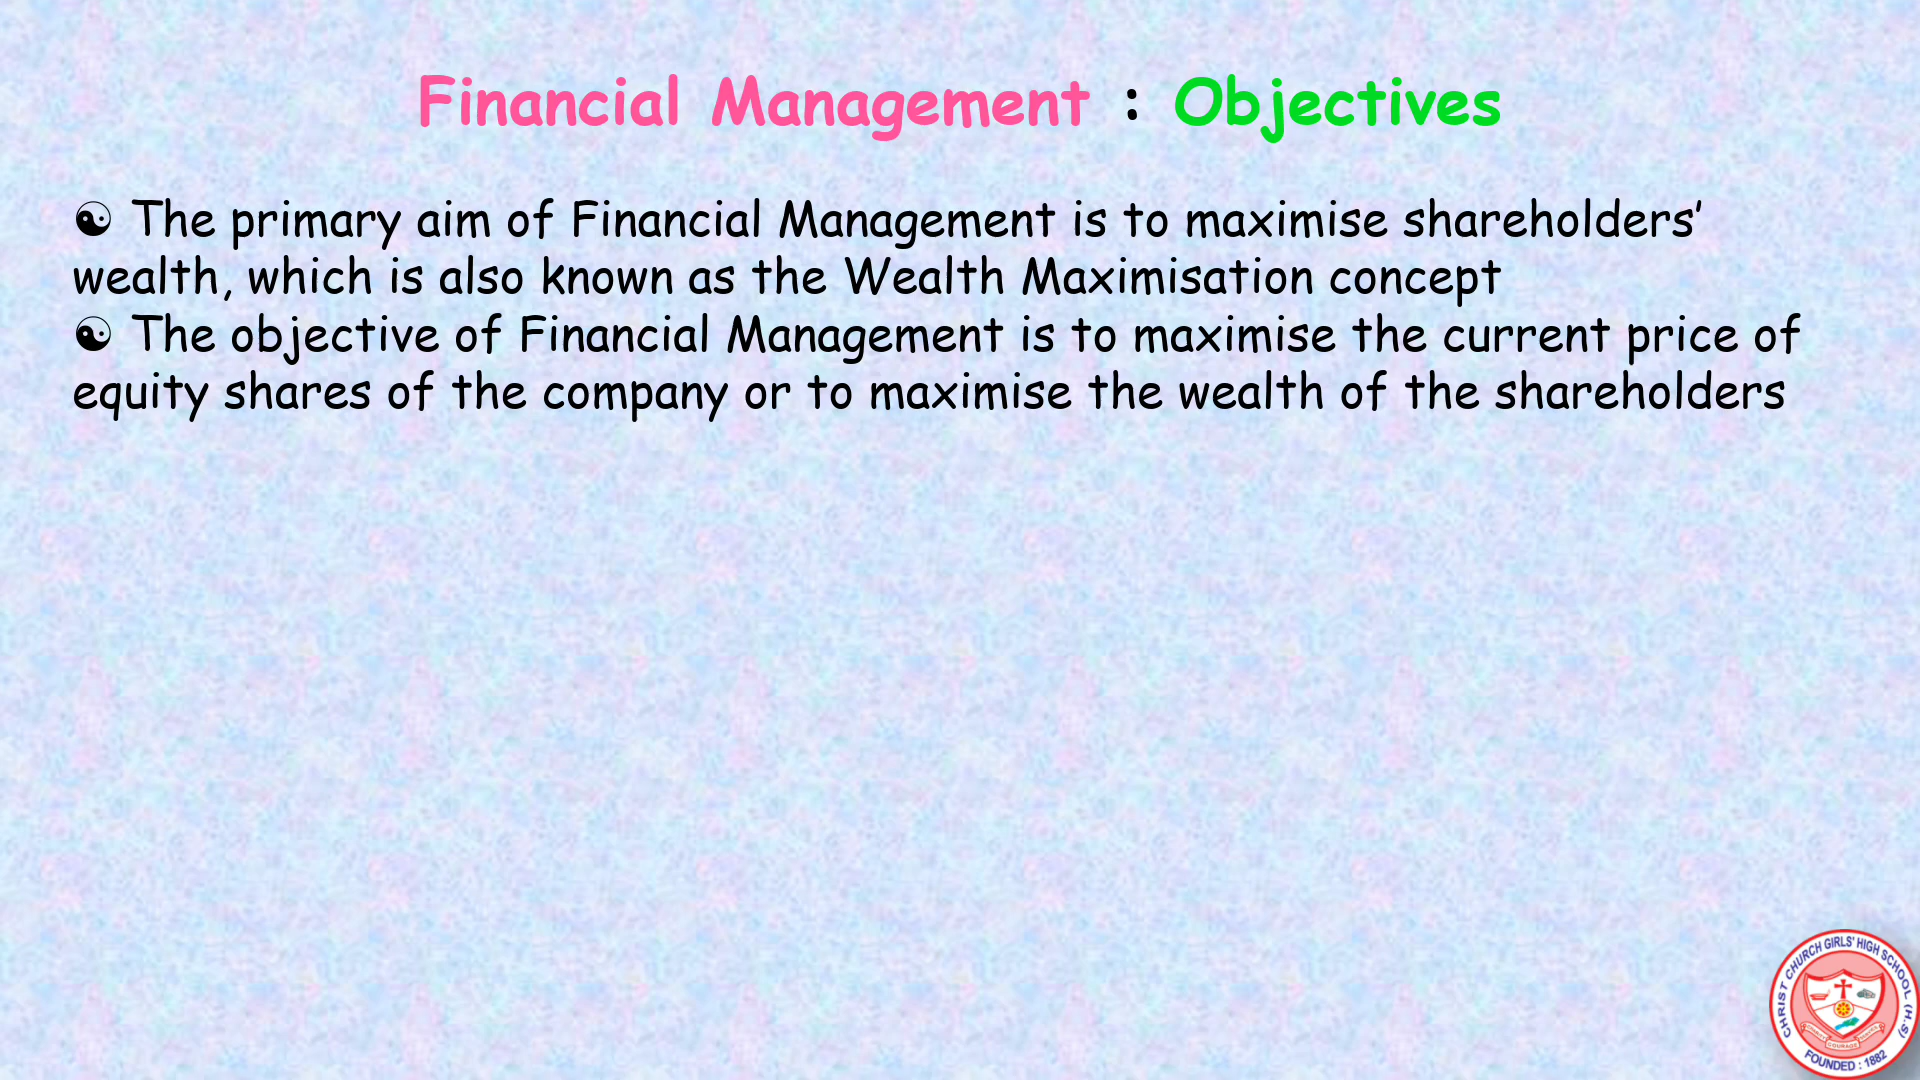 Financial Management : Objectives
☯ The primary aim of Financial Management is to maximise shareholders’
wealth, which is also known as the Wealth Maximisation concept
☯ The objective of Financial Management is to maximise the current price of
equity shares of the company or to maximise the wealth of the shareholders
CHRIST CHURCH GIRLS' HIGH SCHOOL (H.S)
COURAGE
FOUNDED : 1882